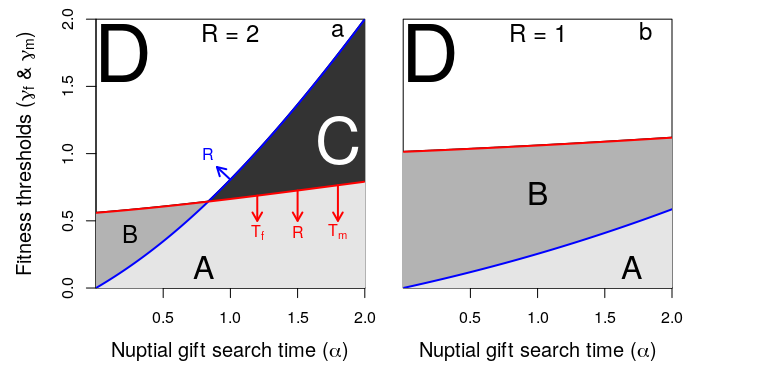 D
R = 2
a
C
R
B
A
T_f
R
T_m
2.0
1.5
1.0
0.5
0.0
0.5
1.0
1.5
2.0
Fitness thresholds (γf & γm)
Nuptial gift search time (α)
D
R = 1
b
B
A
0.5
1.0
1.5
2.0
Nuptial gift search time (α)